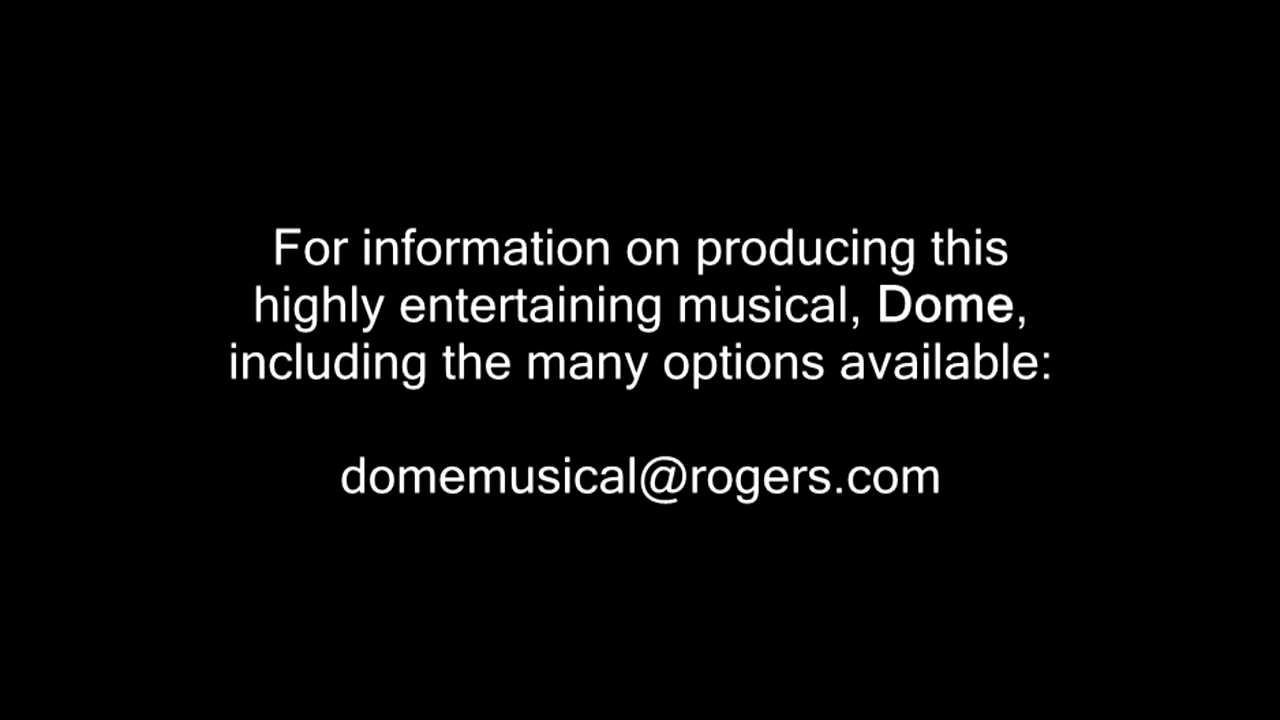 For information on producing this
highly entertaining musical, Dome,
including the many options available:
domemusical@rogers.com